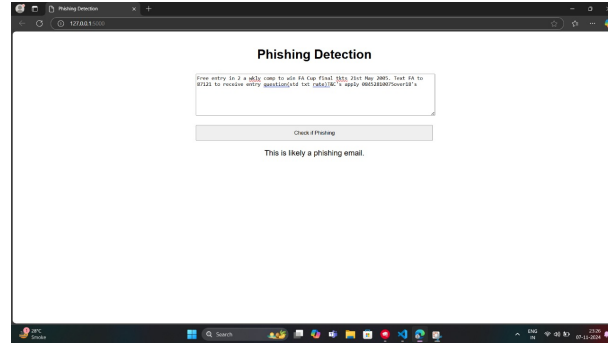 Phishing Detection
127.0.0.1:5000
Phishing Detection
Free entry in 2 a wkly comp to win FA Cup final tkts 21st May 2005. Text FA to
87121 to receive entry question(std txt rate)T&C's apply 08452810075over18's
Check if Phishing
This is likely a phishing email.
28°C
Smoke
Search
ENG
IN
23:26
07-11-2024